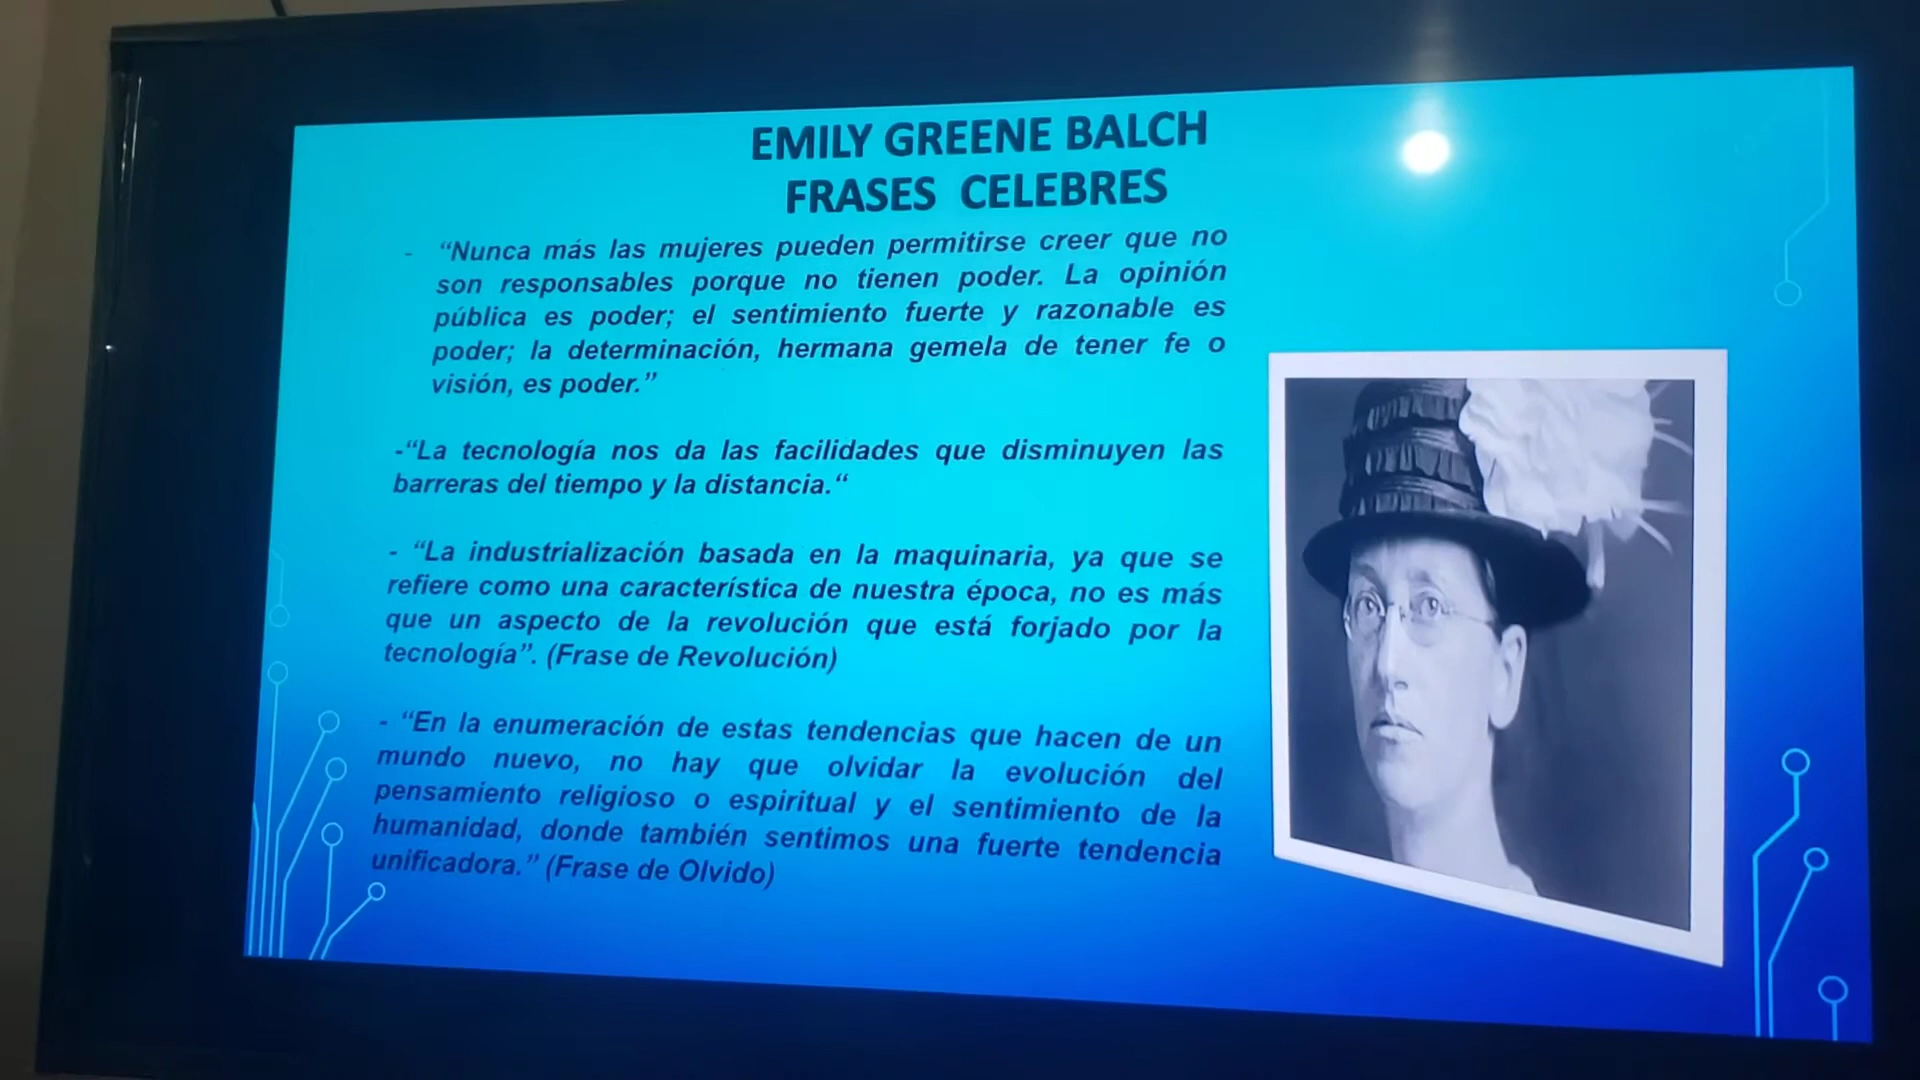 EMILY GREENE BALCH
FRASES CELEBRES
- “Nunca más las mujeres pueden permitirse creer que no
son responsables porque no tienen poder. La opinión
pública es poder; el sentimiento fuerte y razonable es
poder; la determinación, hermana gemela de tener fe o
visión, es poder.”
-“La tecnología nos da las facilidades que disminuyen las
barreras del tiempo y la distancia.“
- “La industrialización basada en la maquinaria, ya que se
refiere como una característica de nuestra época, no es más
que un aspecto de la revolución que está forjado por la
tecnología”. (Frase de Revolución)
- “En la enumeración de estas tendencias que hacen de un
mundo nuevo, no hay que olvidar la evolución del
pensamiento religioso o espiritual y el sentimiento de la
humanidad, donde también sentimos una fuerte tendencia
unificadora.” (Frase de Olvido)